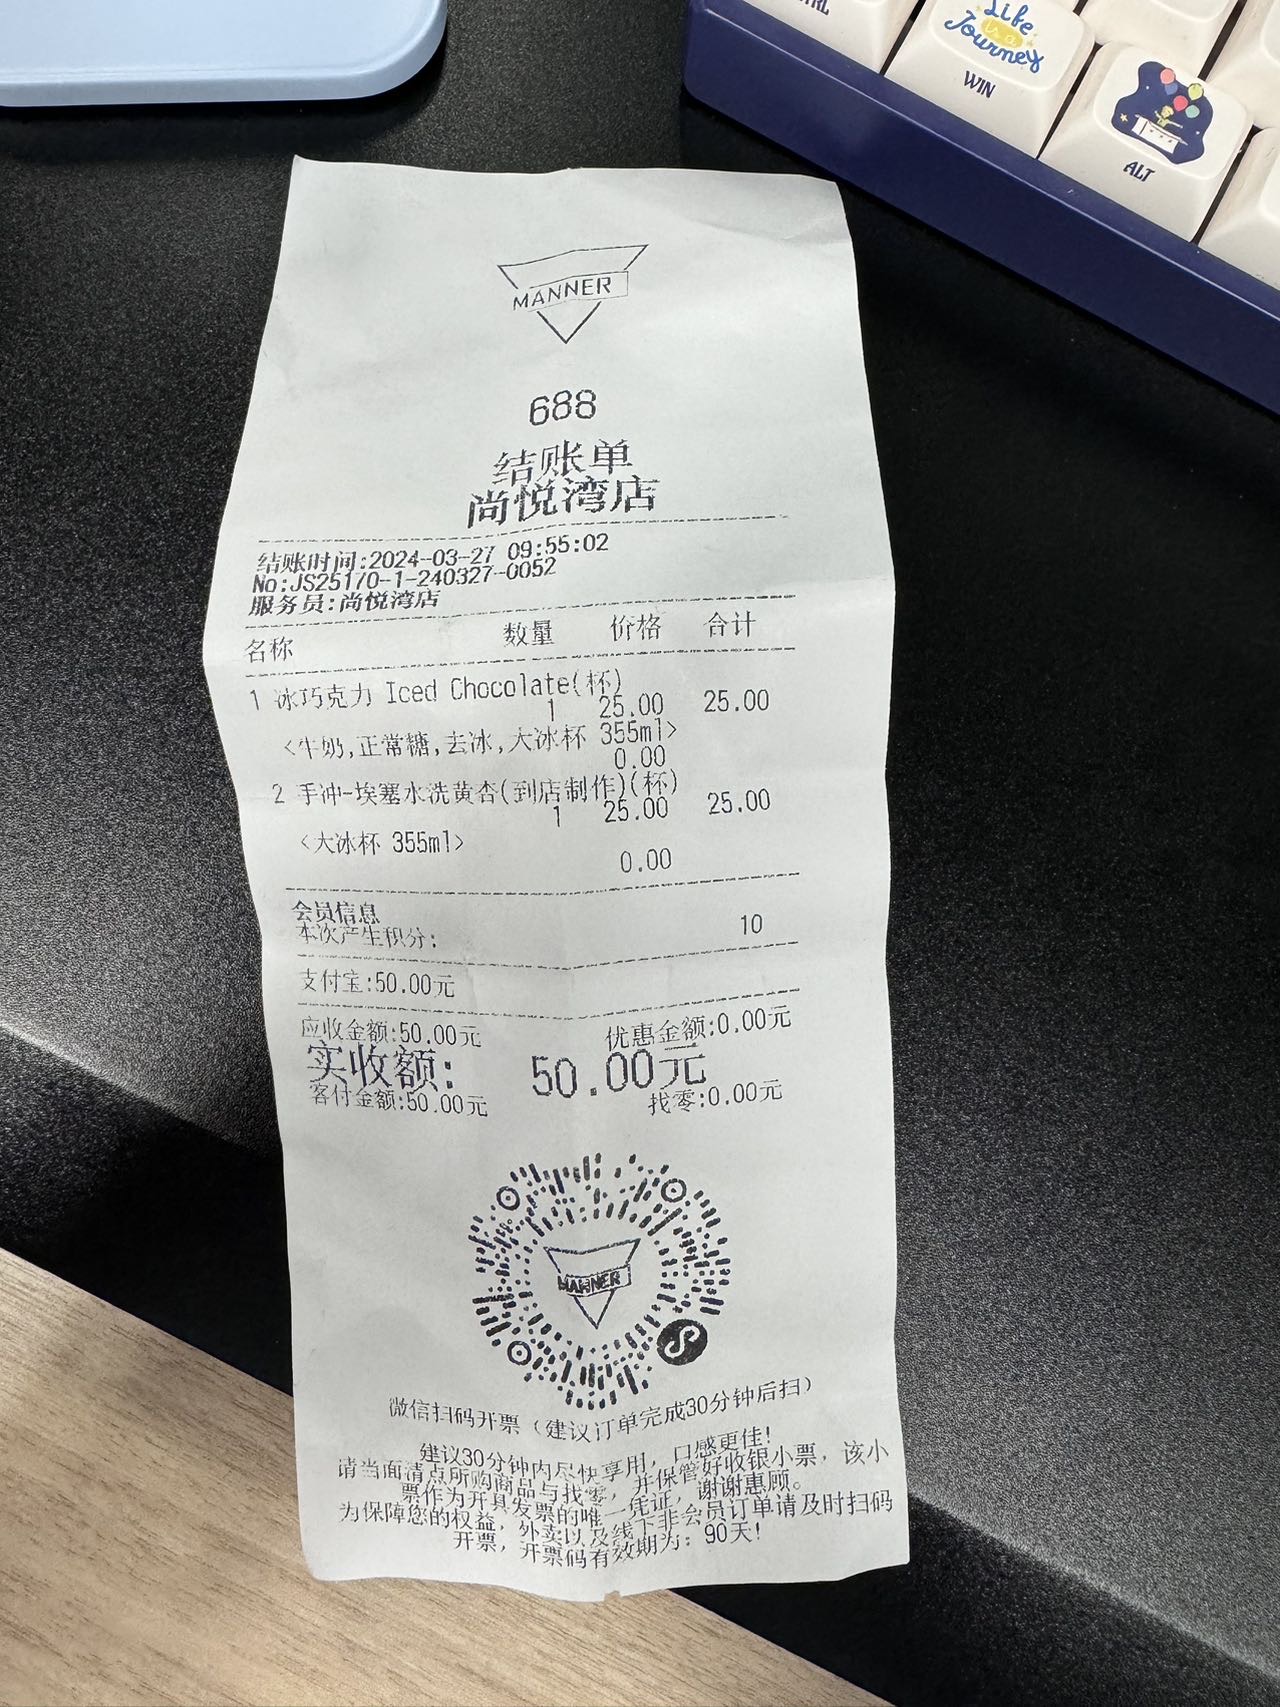 CTRL
Life
is a
Journey
WIN
ALT
MANNER
688
结账单
尚悦湾店
结账时间:2024-03-27 09:55:02
No:JS25170-1-240327-0052
服务员:尚悦湾店
名称 数量 价格 合计
1 冰巧克力 Iced Chocolate(杯)
1 25.00 25.00
<牛奶,正常糖,去冰,大冰杯 355ml>
0.00
2 手冲-埃塞水洗黄杏(到店制作)(杯)
1 25.00 25.00
<大冰杯 355ml>
0.00
会员信息
本次产生积分: 10
支付宝:50.00元
应收金额:50.00元 优惠金额:0.00元
实收额: 50.00元
客付金额:50.00元 找零:0.00元
MANNER
微信扫码开票（建议订单完成30分钟后扫）
建议30分钟内尽快享用，口感更佳!
请当面清点所购商品与找零，并保管好收银小票，该小
票作为开具发票的唯一凭证，谢谢惠顾。
为保障您的权益，外卖以及线下非会员订单请及时扫码
开票，开票码有效期为：90天!